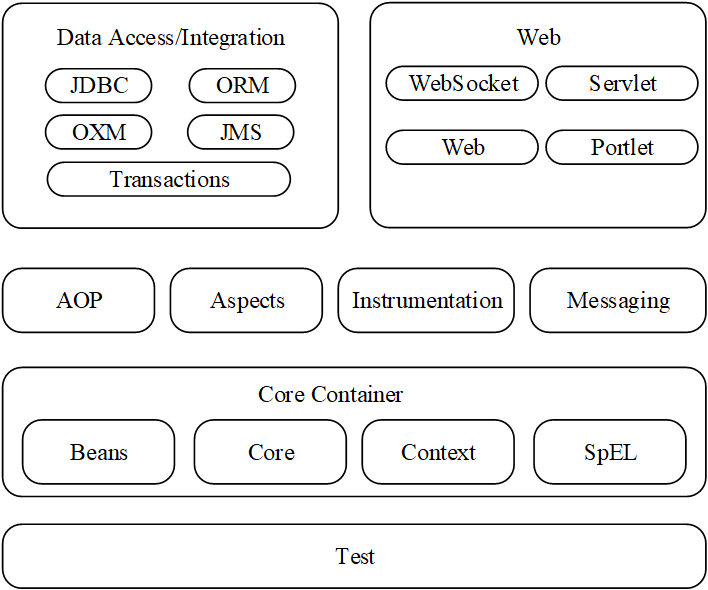 Data Access/Integration
JDBC
ORM
OXM
JMS
Transactions
Web
WebSocket
Servlet
Web
Portlet
AOP
Aspects
Instrumentation
Messaging
Core Container
Beans
Core
Context
SpEL
Test